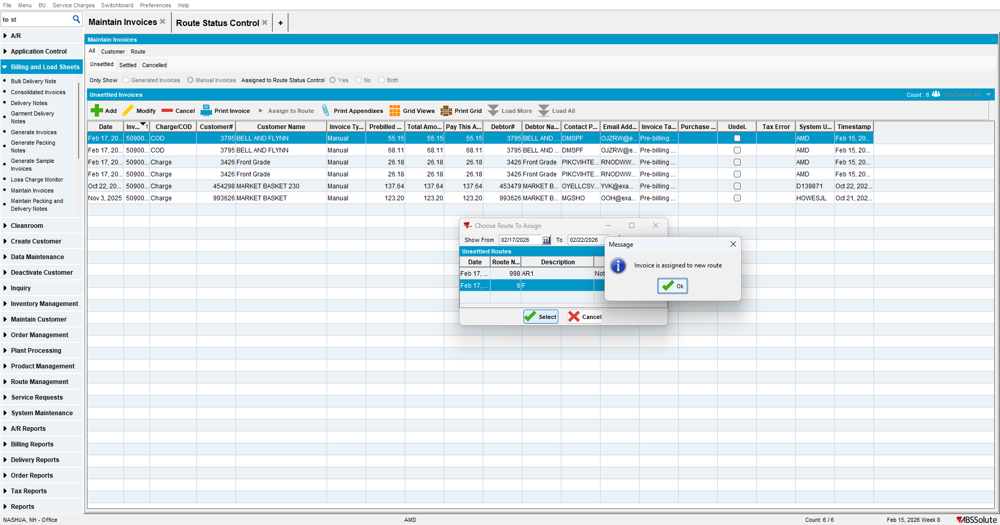 File Menu BU Service Charges Switchboard Preferences Help
te st
Maintain Invoices
Route Status Control
+
A/R
Application Control
Billing and Load Sheets
Bulk Delivery Note
Consolidated Invoices
Delivery Notes
Garment Delivery
Notes
Generate Invoices
Generate Packing
Notes
Generate Sample
Invoices
Loss Charge Monitor
Maintain Invoices
Maintain Packing and
Delivery Notes
Cleanroom
Create Customer
Data Maintenance
Deactivate Customer
Inquiry
Inventory Management
Maintain Customer
Order Management
Plant Processing
Product Management
Route Management
Service Requests
System Maintenance
A/R Reports
Billing Reports
Delivery Reports
Order Reports
Tax Reports
Reports
Maintain Invoices
All Customer Route
Unsettled Settled Cancelled
Only Show Generated Invoices Manual Invoices Assigned to Route Status Control Yes No Both
Unsettled Invoices Count : 6 Grid View All
Add Modify Cancel Print Invoice Assign to Route Print Appendixes Grid Views Print Grid Load More Load All
Date Inv... 1 Charge/COD Customer# Customer Name Invoice Ty... Prebilled ... Total Amo... Pay This A... Debtor# Debtor Na... Contact P... Email Add... Invoice Ta... Purchase ... Undel. Tax Error System U... Timestamp
Feb 17, 20... 50900... COD 3795 BELL AND FLYNN Manual 55.15 55.15 55.15 3795 BELL AND ... DMSPF OJZRW@e... Pre-billing ... AMD Feb 15, 20...
Feb 17, 20... 50900... COD 3795 BELL AND FLYNN Manual 68.11 68.11 68.11 3795 BELL AND ... DMSPF OJZRW@e... Pre-billing ... AMD Feb 15, 20...
Feb 17, 20... 50900... Charge 3426 Front Grade Manual 26.18 26.18 26.18 3426 Front Grade PIKCVIHTE... RNODWW... Pre-billing ... AMD Feb 15, 20...
Feb 17, 20... 50900... Charge 3426 Front Grade Manual 26.18 26.18 26.18 3426 Front Grade PIKCVIHTE... RNODWW... Pre-billing ... AMD Feb 15, 20...
Oct 22, 20... 50900... Charge 454298 MARKET BASKET 230 Manual 137.64 137.64 137.64 453479 MARKET B... OYELLCSV... YVK@exa... Pre-billing ... D139871 Oct 22, 202...
Nov 3, 2025 50900... Charge 993626 MARKET BASKET Manual 123.20 123.20 123.20 993626 MARKET B... MGSHO OOH@exa... Pre-billing ... HOWESJL Oct 21, 202...
Choose Route To Assign
Show From 02/17/2026 16 To 02/22/2026
Unsettled Routes
Date Route N... Description
Feb 17, ... 998 AR1 Not
Feb 17, ... 6 F
Select Cancel
Message
Invoice is assigned to new route
Ok
NASHUA, NH - Office AMD Count: 6 / 6 Feb 15, 2026 Week 8 ABSSolute